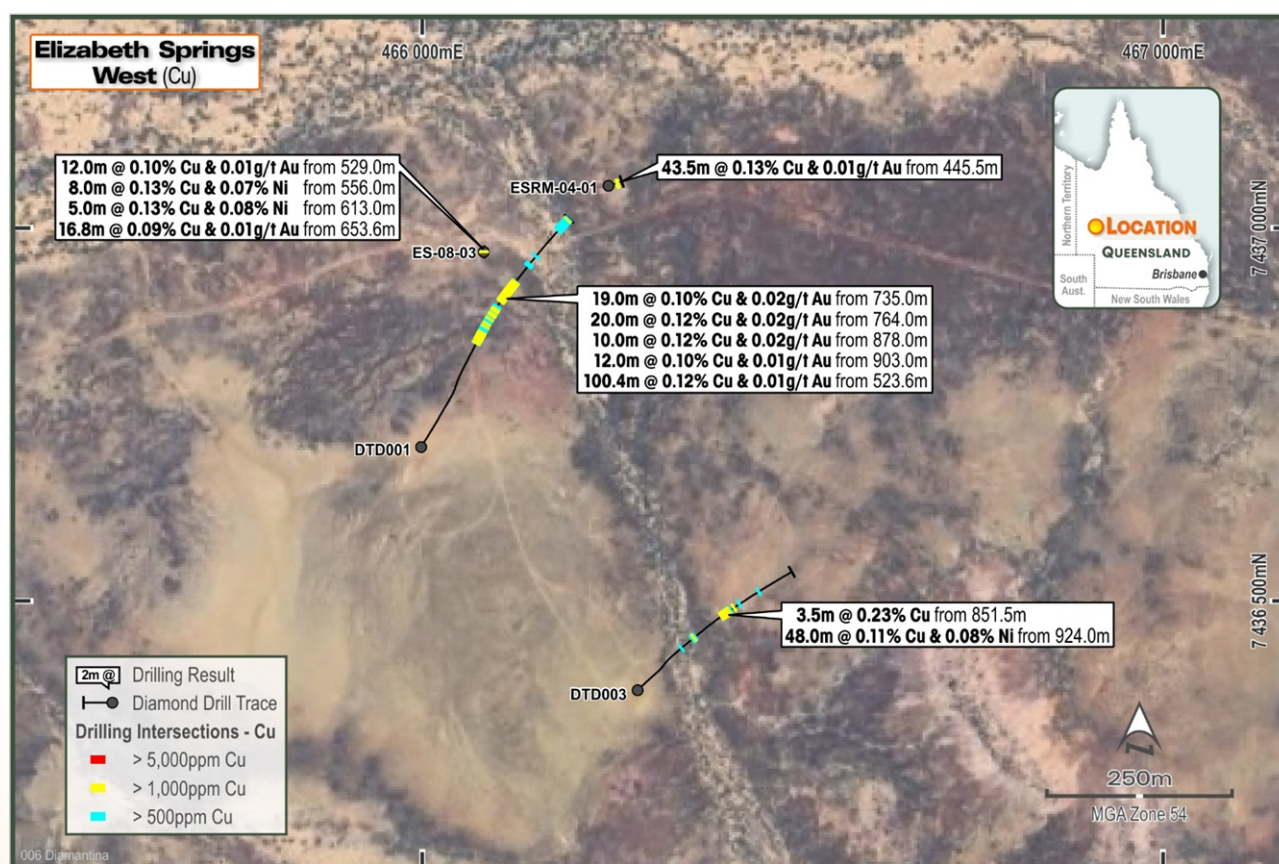 Elizabeth Springs
West (Cu)
466 000mE
467 000mE
12.0m @ 0.10% Cu & 0.01g/t Au from 529.0m
8.0m @ 0.13% Cu & 0.07% Ni from 556.0m
5.0m @ 0.13% Cu & 0.08% Ni from 613.0m
16.8m @ 0.09% Cu & 0.01g/t Au from 653.6m
43.5m @ 0.13% Cu & 0.01g/t Au from 445.5m
ESRM-04-01
ES-08-03
Northern Territory
LOCATION
QUEENSLAND
Brisbane
South
Aust.
New South Wales
7 437 000mN
19.0m @ 0.10% Cu & 0.02g/t Au from 735.0m
20.0m @ 0.12% Cu & 0.02g/t Au from 764.0m
10.0m @ 0.12% Cu & 0.02g/t Au from 878.0m
12.0m @ 0.10% Cu & 0.01g/t Au from 903.0m
100.4m @ 0.12% Cu & 0.01g/t Au from 523.6m
DTD001
7 436 500mN
3.5m @ 0.23% Cu from 851.5m
48.0m @ 0.11% Cu & 0.08% Ni from 924.0m
DTD003
2m @ Drilling Result
Diamond Drill Trace
Drilling Intersections - Cu
> 5,000ppm Cu
> 1,000ppm Cu
> 500ppm Cu
N
250m
MGA Zone 54
006 Diamantina